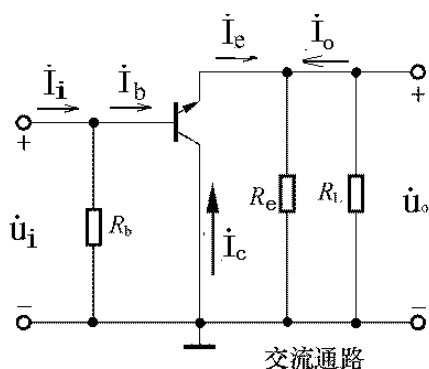 İe İo
İi İb
+ +
u̇i Rb İc Re RL u̇o
− −
交流通路